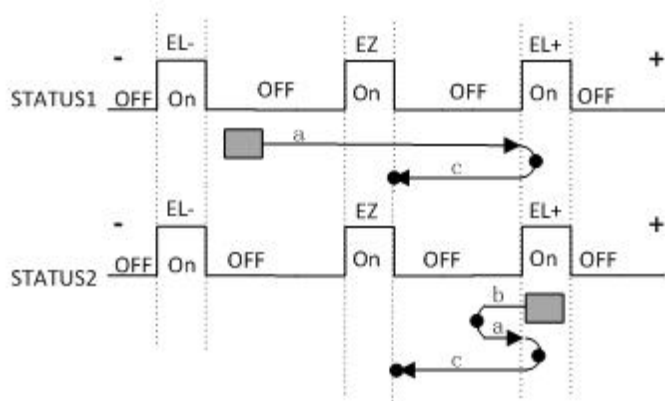 EL- EZ EL+
- +
STATUS1 OFF On OFF On OFF On OFF
a
c
EL- EZ EL+
- +
STATUS2 OFF On OFF On OFF On OFF
b
a
c